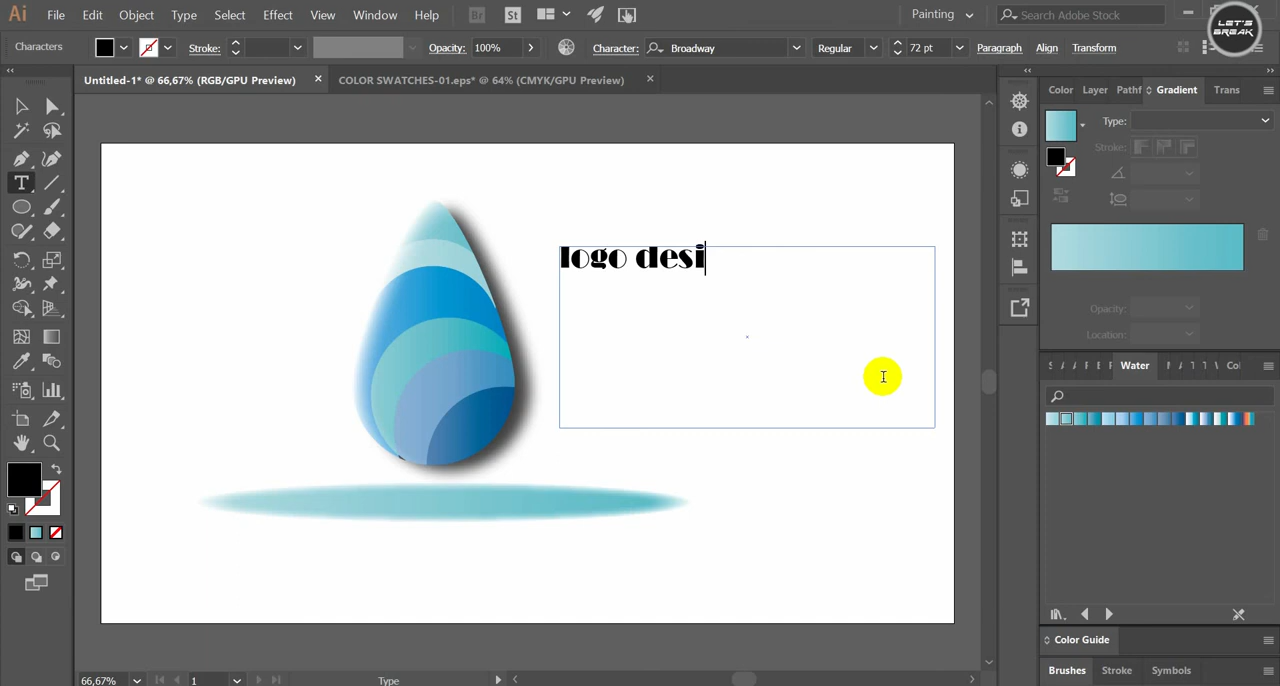 Ai File Edit Object Type Select Effect View Window Help Br St Painting Search Adobe Stock
LET'S BREAK
Characters Stroke: Opacity: 100% Character: Broadway Regular 72 pt Paragraph Align Transform
Untitled-1* @ 66,67% (RGB/GPU Preview) × COLOR SWATCHES-01.eps* @ 64% (CMYK/GPU Preview) ×
Color Layer Pathf Gradient Trans
Type:
Stroke:
logo desi
Opacity:
Location:
Water
Color Guide
Brushes Stroke Symbols
66,67% 1 Type